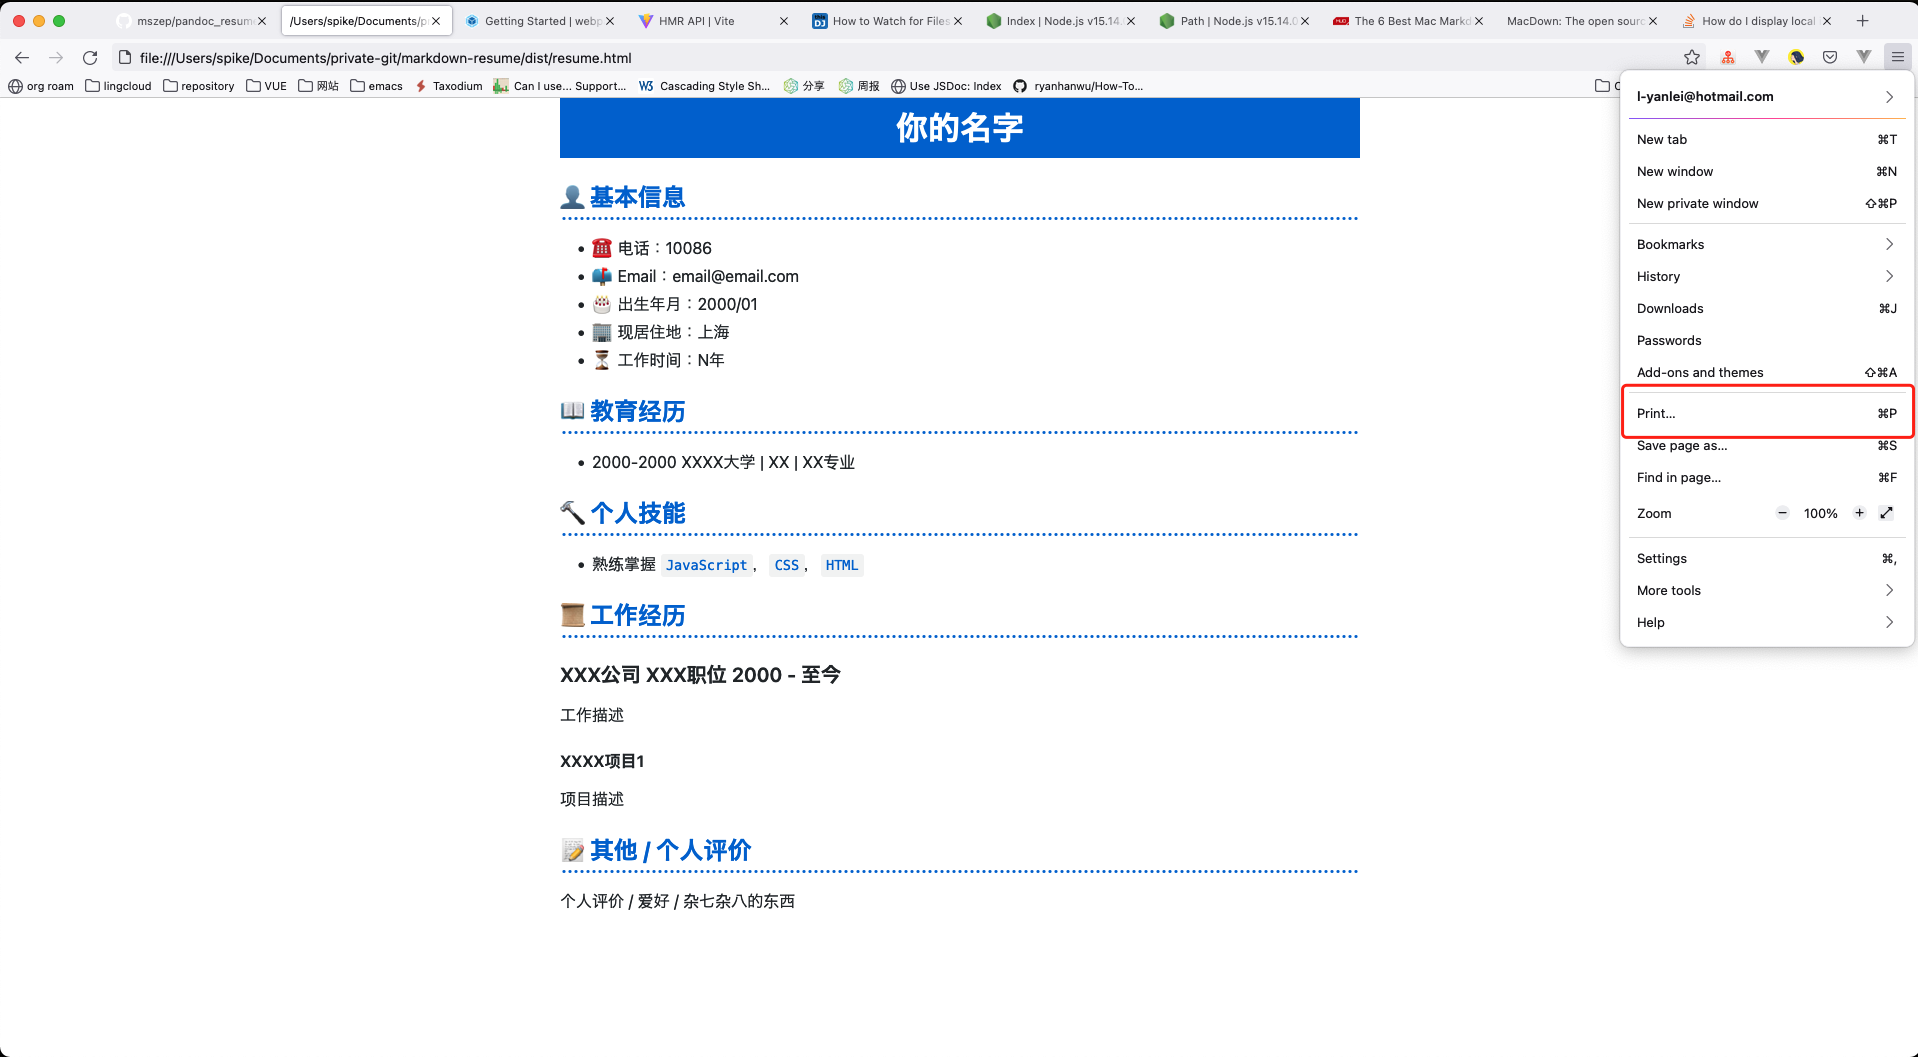 mszep/pandoc_resum
/Users/spike/Documents/p
Getting Started | webp
HMR API | Vite
How to Watch for Files
Index | Node.js v15.14.
Path | Node.js v15.14.0
The 6 Best Mac Markd
MacDown: The open sourc
How do I display local
file:///Users/spike/Documents/private-git/markdown-resume/dist/resume.html
org roam
lingcloud
repository
VUE
网站
emacs
Taxodium
Can I use... Support...
W3 Cascading Style Sh...
分享
周报
Use JSDoc: Index
ryanhanwu/How-To...
你的名字
基本信息
电话：10086
Email：email@email.com
出生年月：2000/01
现居住地：上海
工作时间：N年
教育经历
2000-2000 XXXX大学 | XX | XX专业
个人技能
熟练掌握 JavaScript， CSS， HTML
工作经历
XXX公司 XXX职位 2000 - 至今
工作描述
XXXX项目1
项目描述
其他 / 个人评价
个人评价 / 爱好 / 杂七杂八的东西
l-yanlei@hotmail.com
New tab ⌘T
New window ⌘N
New private window ⇧⌘P
Bookmarks
History
Downloads ⌘J
Passwords
Add-ons and themes ⇧⌘A
Print... ⌘P
Save page as... ⌘S
Find in page... ⌘F
Zoom − 100% +
Settings ⌘,
More tools
Help